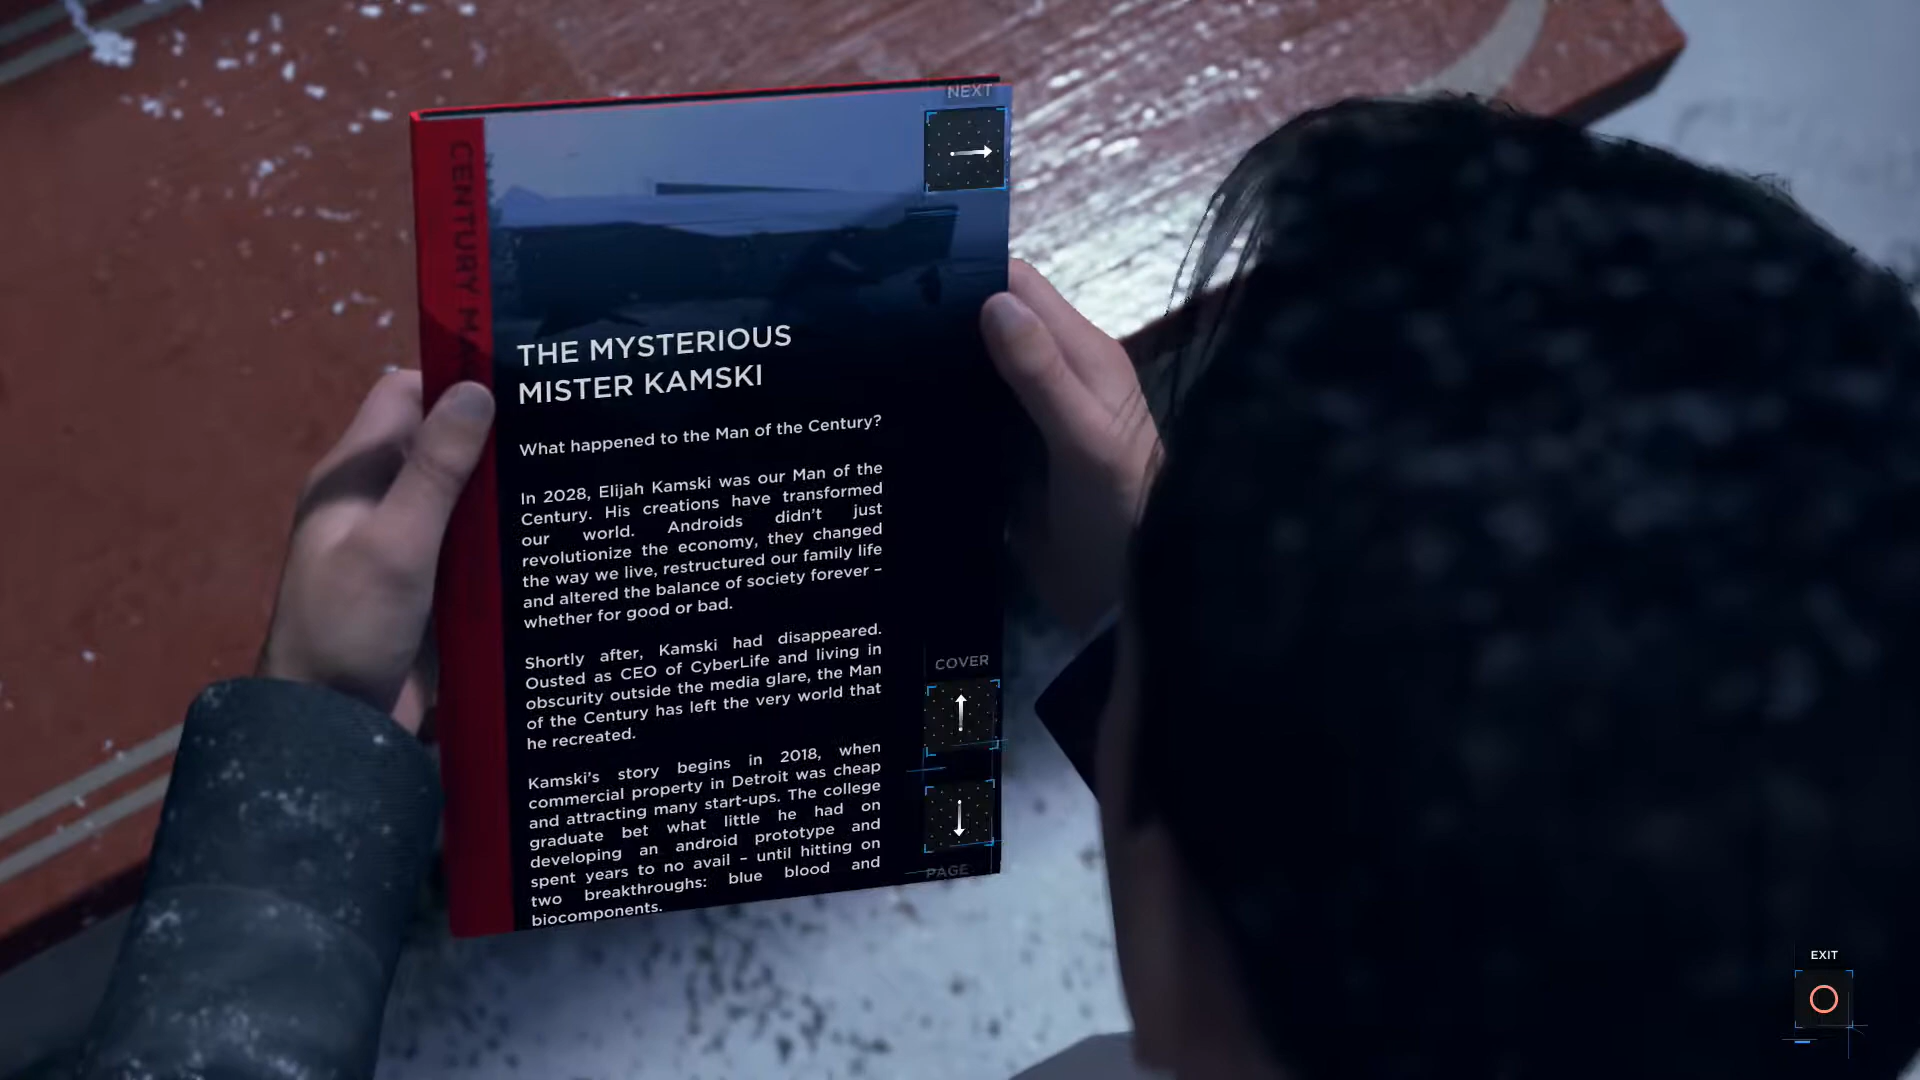 NEXT
CENTURY
THE MYSTERIOUS
MISTER KAMSKI
What happened to the Man of the Century?
In 2028, Elijah Kamski was our Man of the
Century. His creations have transformed
our world. Androids didn't just
revolutionize the economy, they changed
the way we live, restructured our family life
and altered the balance of society forever –
whether for good or bad.
Shortly after, Kamski had disappeared.
Ousted as CEO of CyberLife and living in
obscurity outside the media glare, the Man
of the Century has left the very world that
he recreated.
Kamski's story begins in 2018, when
commercial property in Detroit was cheap
and attracting many start-ups. The college
graduate bet what little he had on
developing an android prototype and
spent years to no avail – until hitting on
two breakthroughs: blue blood and
biocomponents.
COVER
PAGE
EXIT